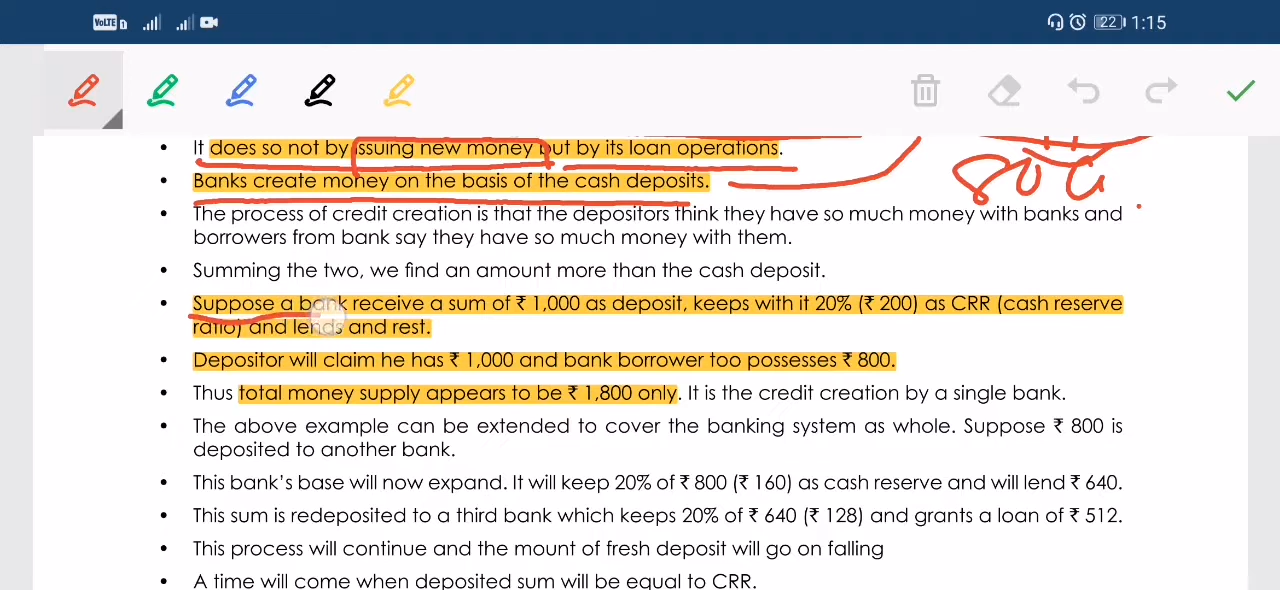 VoLTE 1 22 1:15
• It does so not by issuing new money but by its loan operations.
• Banks create money on the basis of the cash deposits.
80
• The process of credit creation is that the depositors think they have so much money with banks and
borrowers from bank say they have so much money with them.
• Summing the two, we find an amount more than the cash deposit.
• Suppose a bank receive a sum of ₹ 1,000 as deposit, keeps with it 20% (₹ 200) as CRR (cash reserve
ratio) and lends and rest.
• Depositor will claim he has ₹ 1,000 and bank borrower too possesses ₹ 800.
• Thus total money supply appears to be ₹ 1,800 only. It is the credit creation by a single bank.
• The above example can be extended to cover the banking system as whole. Suppose ₹ 800 is
deposited to another bank.
• This bank's base will now expand. It will keep 20% of ₹ 800 (₹ 160) as cash reserve and will lend ₹ 640.
• This sum is redeposited to a third bank which keeps 20% of ₹ 640 (₹ 128) and grants a loan of ₹ 512.
• This process will continue and the mount of fresh deposit will go on falling
• A time will come when deposited sum will be equal to CRR.